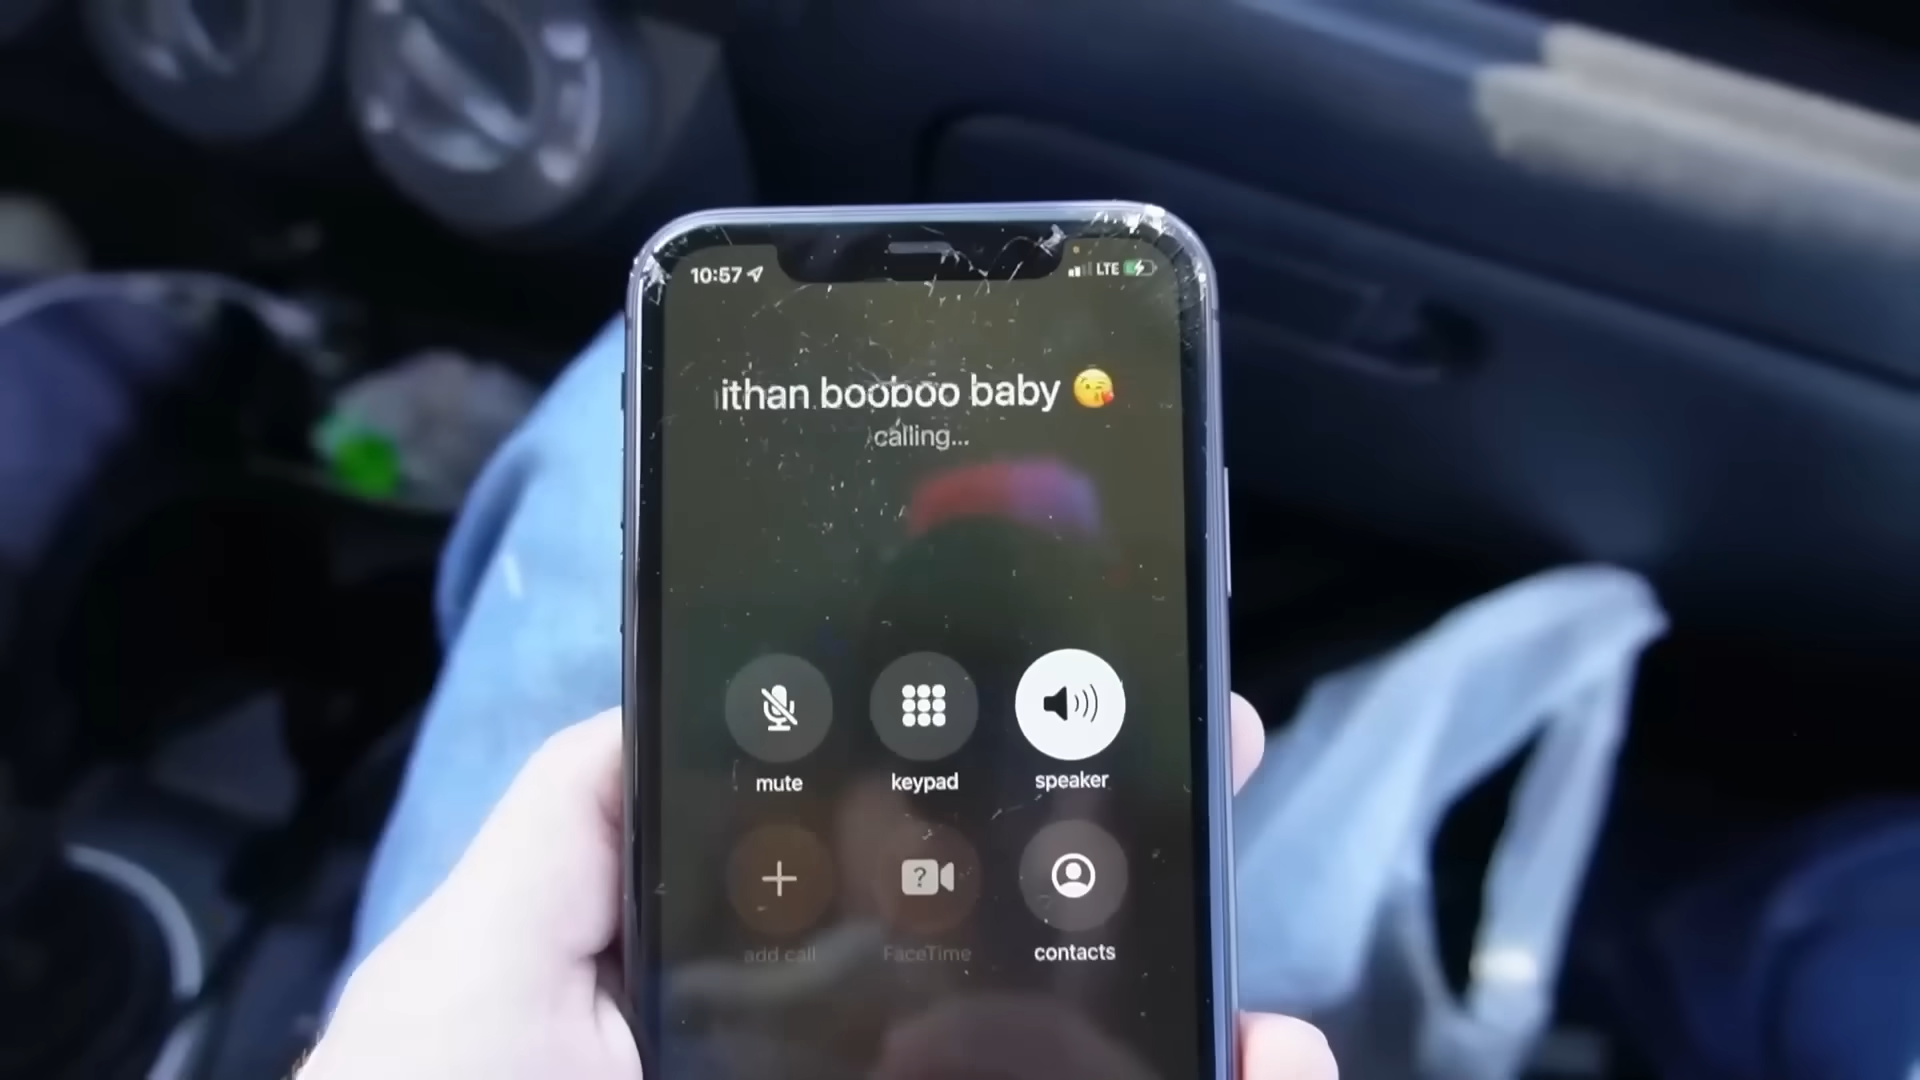 10:57 LTE
ithan booboo baby 😘
calling...
mute keypad speaker
add call FaceTime contacts